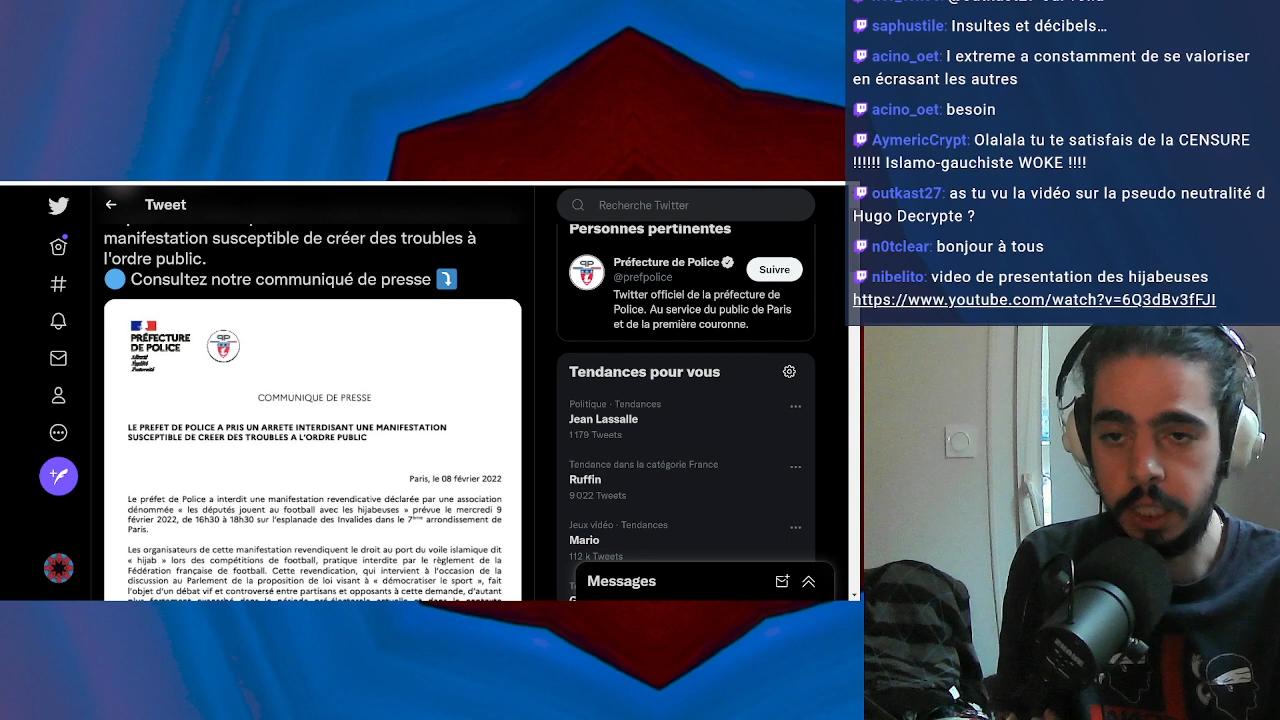 saphustile: Insultes et décibels…
acino_oet: l extreme a constamment de se valoriser
en écrasant les autres
acino_oet: besoin
AymericCrypt: Olalala tu te satisfais de la CENSURE
!!!!!! Islamo-gauchiste WOKE !!!!
outkast27: as tu vu la vidéo sur la pseudo neutralité d
Hugo Decrypte ?
n0tclear: bonjour à tous
nibelito: video de presentation des hijabeuses
https://www.youtube.com/watch?v=6Q3dBv3fFJI
Tweet
manifestation susceptible de créer des troubles à
l'ordre public.
Consultez notre communiqué de presse
PRÉFECTURE
DE POLICE
Liberté
Égalité
Fraternité
COMMUNIQUE DE PRESSE
LE PREFET DE POLICE A PRIS UN ARRETE INTERDISANT UNE MANIFESTATION
SUSCEPTIBLE DE CREER DES TROUBLES A L'ORDRE PUBLIC
Paris, le 08 février 2022
Le préfet de Police a interdit une manifestation revendicative déclarée par une association
dénommée « les députés jouent au football avec les hijabeuses » prévue le mercredi 9
février 2022, de 16h30 à 18h30 sur l'esplanade des Invalides dans le 7ème arrondissement de
Paris.
Les organisateurs de cette manifestation revendiquent le droit au port du voile islamique dit
« hijab » lors des compétitions de football, pratique interdite par le règlement de la
Fédération française de football. Cette revendication, qui intervient à l'occasion de la
discussion au Parlement de la proposition de loi visant à « démocratiser le sport », fait
l'objet d'un débat vif et controversé entre partisans et opposants à cette demande, d'autant
Recherche Twitter
Personnes pertinentes
Préfecture de Police
@prefpolice
Suivre
Twitter officiel de la préfecture de
Police. Au service du public de Paris
et de la première couronne.
Tendances pour vous
Politique · Tendances
Jean Lassalle
1 179 Tweets
Tendance dans la catégorie France
Ruffin
9 022 Tweets
Jeux vidéo · Tendances
Mario
112 k Tweets
Messages